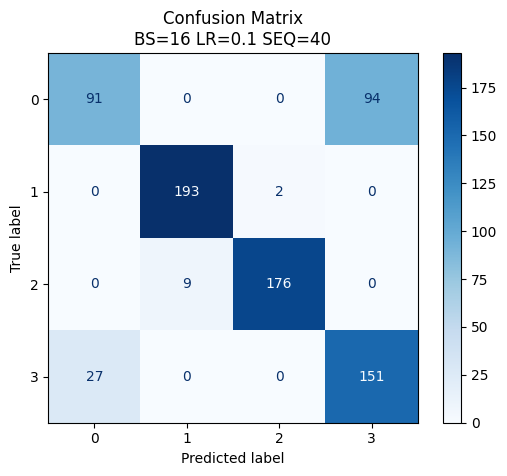 Confusion Matrix
BS=16 LR=0.1 SEQ=40
True label
0 91 0 0 94
1 0 193 2 0
2 0 9 176 0
3 27 0 0 151
0 1 2 3
Predicted label
175
150
125
100
75
50
25
0